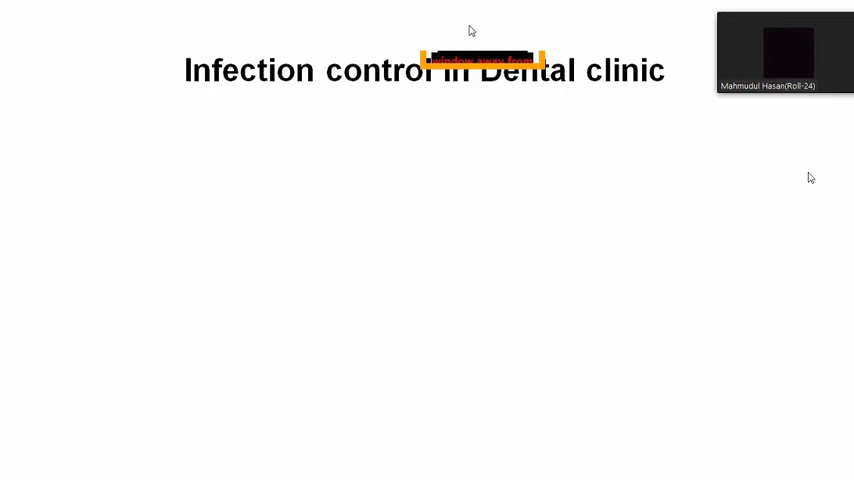 Infection control in Dental clinic
window away from
Mahmudul Hasan(Roll-24)